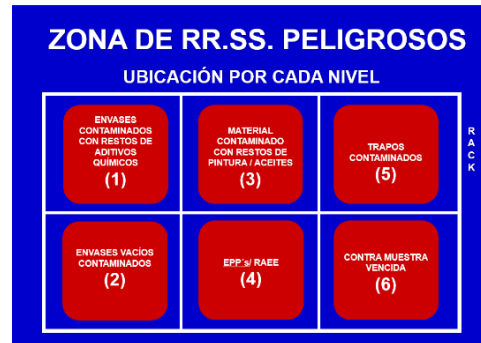 ZONA DE RR.SS. PELIGROSOS
UBICACIÓN POR CADA NIVEL
ENVASES
CONTAMINADOS
CON RESTOS DE
ADITIVOS
QUÍMICOS
(1)
MATERIAL
CONTAMINADO
CON RESTOS DE
PINTURA / ACEITES
(3)
TRAPOS
CONTAMINADOS
(5)
RACK
ENVASES VACÍOS
CONTAMINADOS
(2)
EPP´s/ RAEE
(4)
CONTRA MUESTRA
VENCIDA
(6)